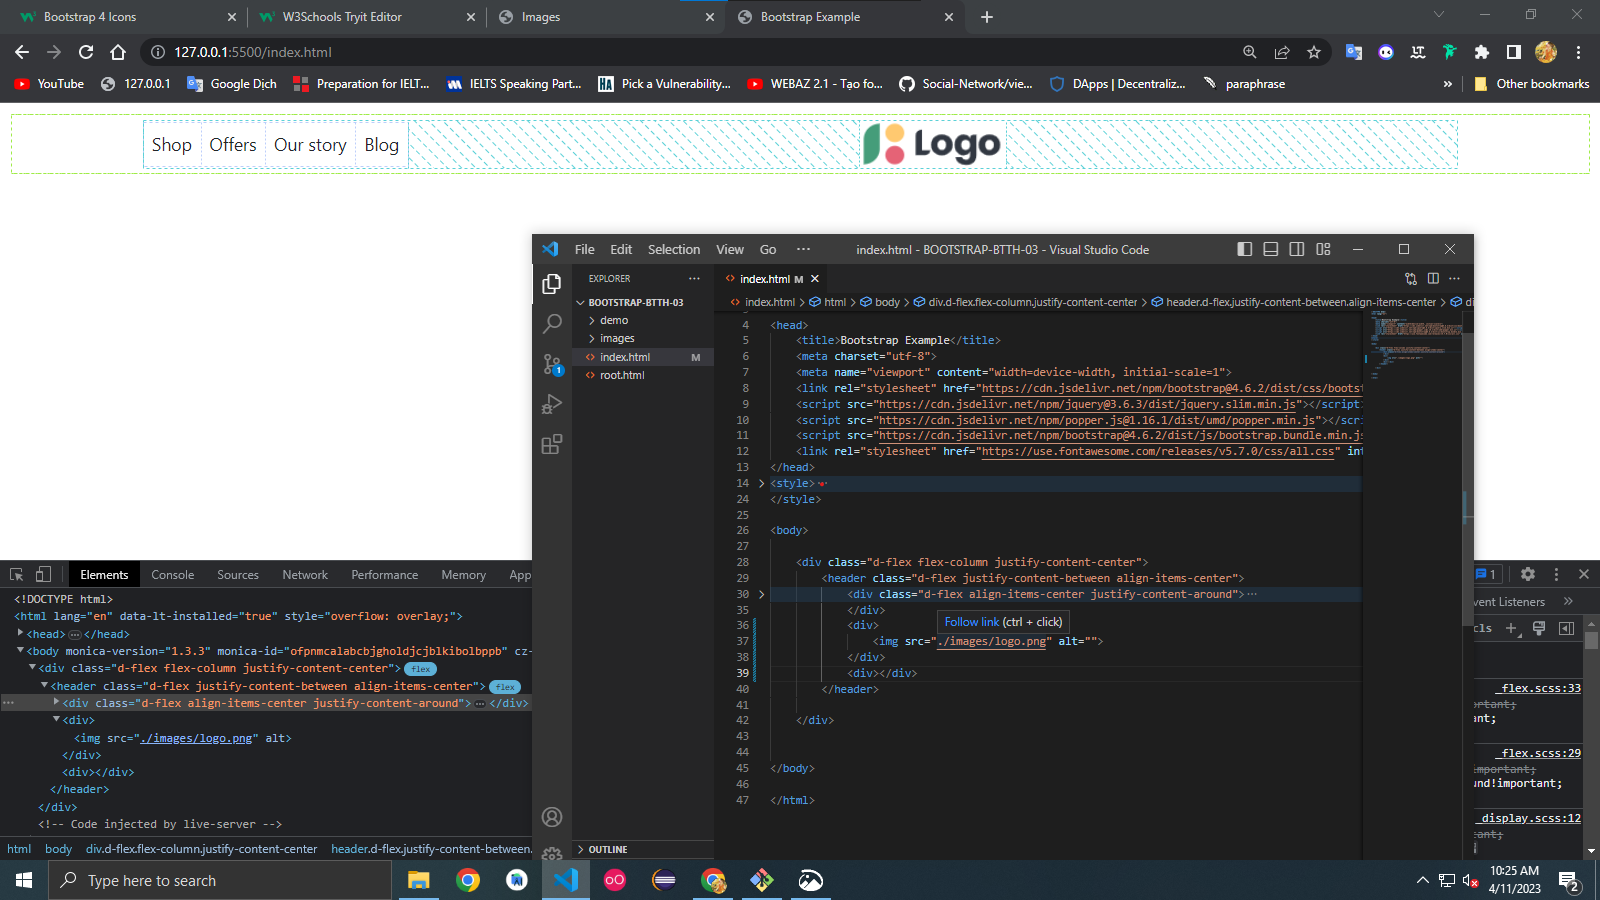 Bootstrap 4 Icons
W3Schools Tryit Editor
Images
Bootstrap Example
127.0.0.1:5500/index.html
YouTube
127.0.0.1
Google Dịch
Preparation for IELT...
IELTS Speaking Part...
Pick a Vulnerability...
WEBAZ 2.1 - Tạo fo...
Social-Network/vie...
DApps | Decentraliz...
paraphrase
»
Other bookmarks
Shop
Offers
Our story
Blog
Logo
File Edit Selection View Go ···
index.html - BOOTSTRAP-BTTH-03 - Visual Studio Code
EXPLORER
BOOTSTRAP-BTTH-03
demo
images
index.html M
root.html
OUTLINE
1
index.html M
index.html > html > body > div.d-flex.flex-column.justify-content-center > header.d-flex.justify-content-between.align-items-center > di
4 <head>
5 <title>Bootstrap Example</title>
6 <meta charset="utf-8">
7 <meta name="viewport" content="width=device-width, initial-scale=1">
8 <link rel="stylesheet" href="https://cdn.jsdelivr.net/npm/bootstrap@4.6.2/dist/css/bootst
9 <script src="https://cdn.jsdelivr.net/npm/jquery@3.6.3/dist/jquery.slim.min.js"></script
10 <script src="https://cdn.jsdelivr.net/npm/popper.js@1.16.1/dist/umd/popper.min.js"></scri
11 <script src="https://cdn.jsdelivr.net/npm/bootstrap@4.6.2/dist/js/bootstrap.bundle.min.js
12 <link rel="stylesheet" href="https://use.fontawesome.com/releases/v5.7.0/css/all.css" int
13 </head>
14 <style>
24 </style>
25
26 <body>
27
28 <div class="d-flex flex-column justify-content-center">
29 <header class="d-flex justify-content-between align-items-center">
30 <div class="d-flex align-items-center justify-content-around">···
35 </div>
Follow link (ctrl + click)
36 <div>
37 <img src="./images/logo.png" alt="">
38 </div>
39 <div></div>
40 </header>
41
42 </div>
43
44
45 </body>
46
47 </html>
Elements Console Sources Network Performance Memory App
<!DOCTYPE html>
<html lang="en" data-lt-installed="true" style="overflow: overlay;">
<head>···</head>
<body monica-version="1.3.3" monica-id="ofpnmcalabcbjgholdjcjblkibolbppb" cz-
<div class="d-flex flex-column justify-content-center"> flex
<header class="d-flex justify-content-between align-items-center"> flex
··· <div class="d-flex align-items-center justify-content-around">···</div>
<div>
<img src="./images/logo.png" alt>
</div>
<div></div>
</header>
</div>
<!-- Code injected by live-server -->
html body div.d-flex.flex-column.justify-content-center header.d-flex.justify-content-between.
1
vent Listeners »
cls
_flex.scss:33
ortant;
nt;
_flex.scss:29
important;
und!important;
_display.scss:12
tant;
Type here to search
10:25 AM
4/11/2023
2